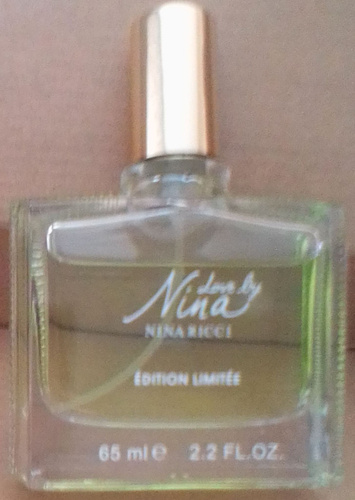 Love by
Nina
NINA RICCI
ÉDITION LIMITÉE
65 ml ℮ 2.2 FL.OZ.